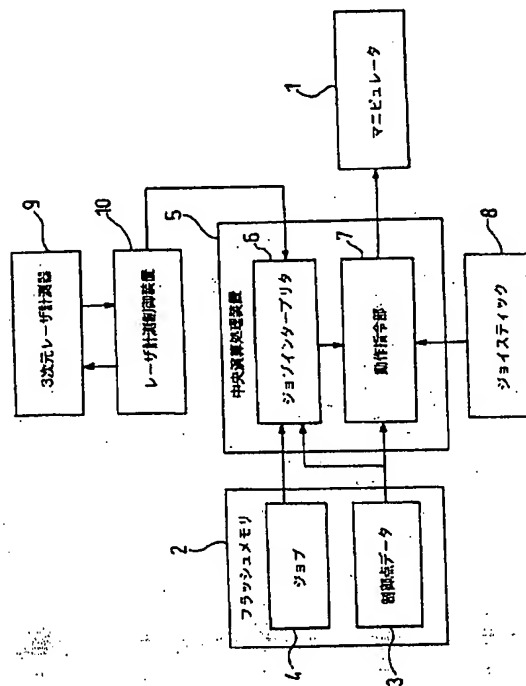 9
3次元レーザ計測器
10
レーザ計測制御装置
5
中央演算処理装置
6
ジョブインタープリタ
7
動作指令部
1
マニピュレータ
2
フラッシュメモリ
ジョブ
4
制御点データ
3
8
ジョイスティック